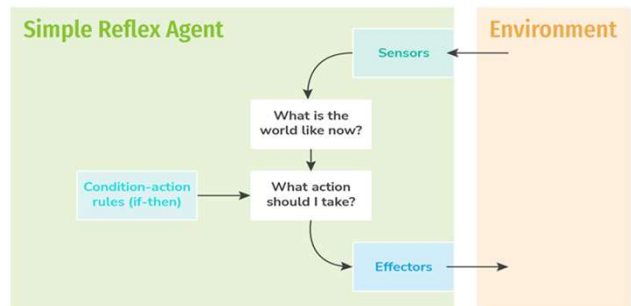 Simple Reflex Agent
Environment
Sensors
What is the
world like now?
Condition-action
rules (if-then)
What action
should I take?
Effectors